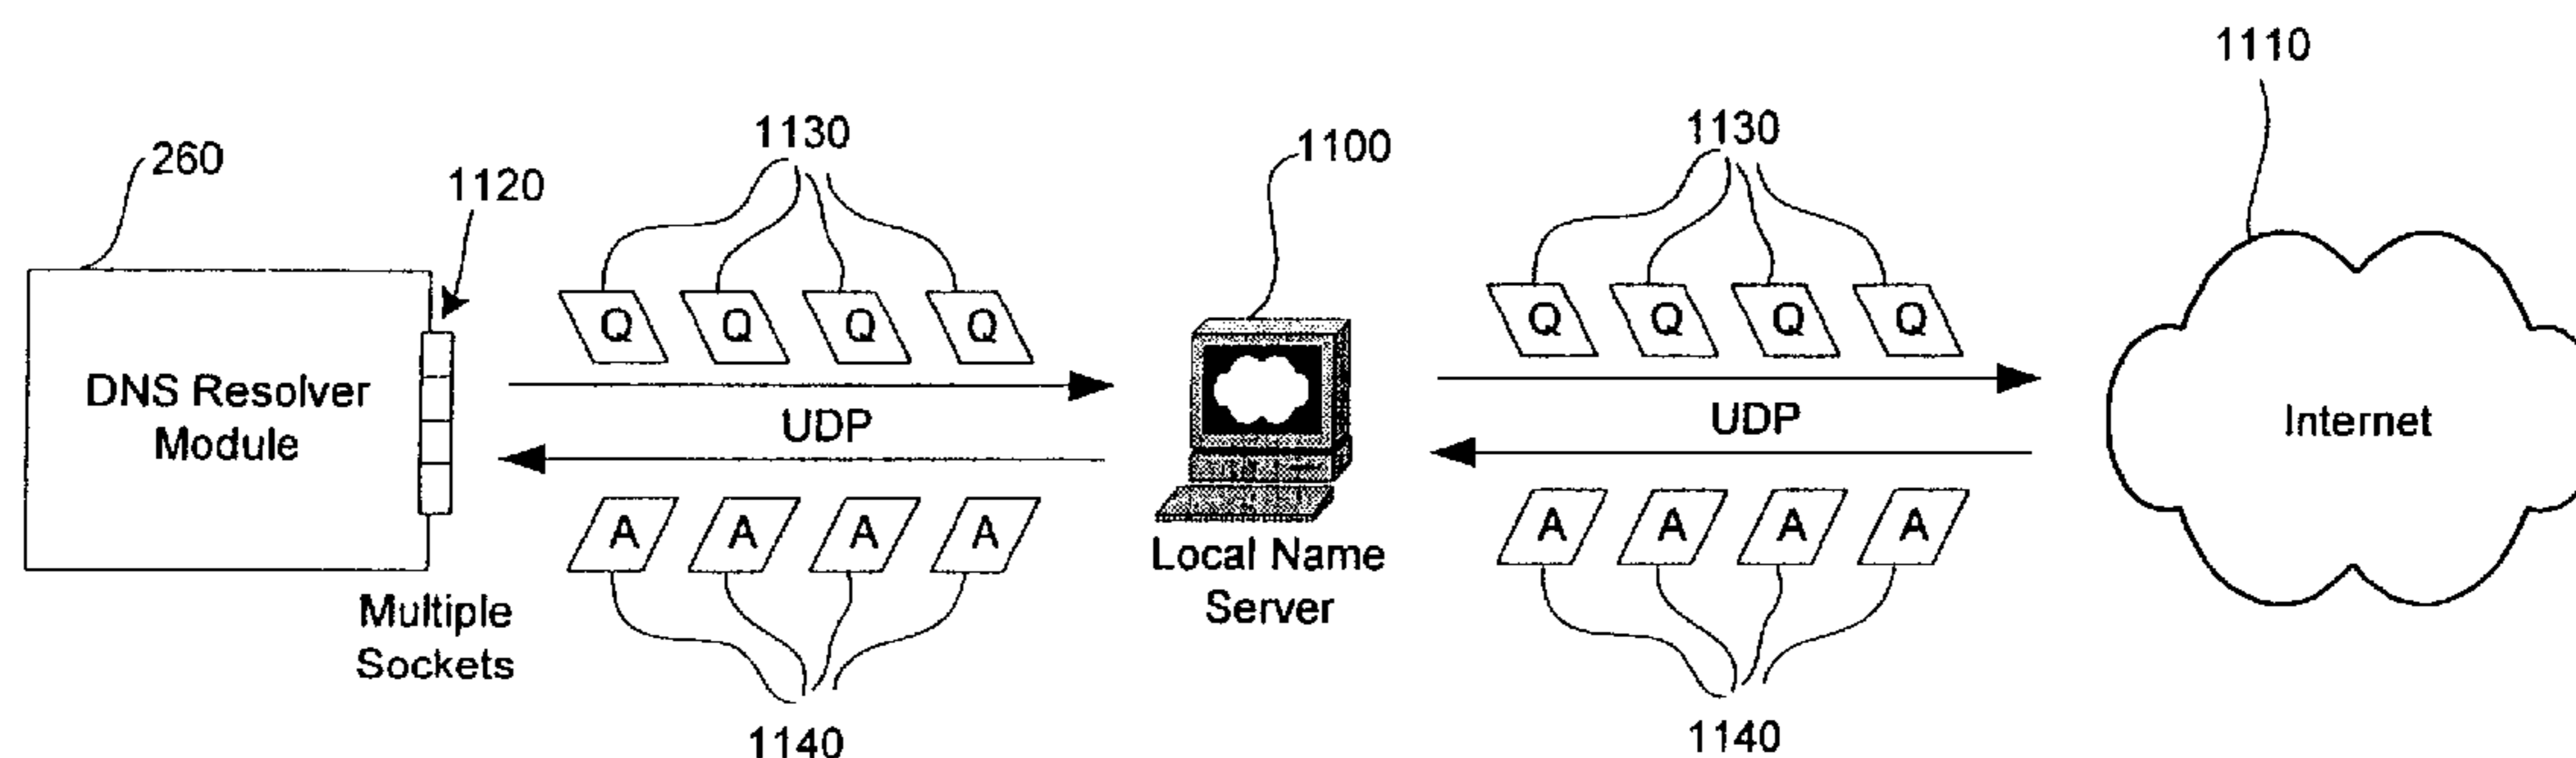 1110
1130
1130
1100
260
1120
Q Q Q Q
Q Q Q Q
DNS Resolver
Module
UDP
UDP
Internet
A A A A
A A A A
Local Name
Server
Multiple
Sockets
1140
1140